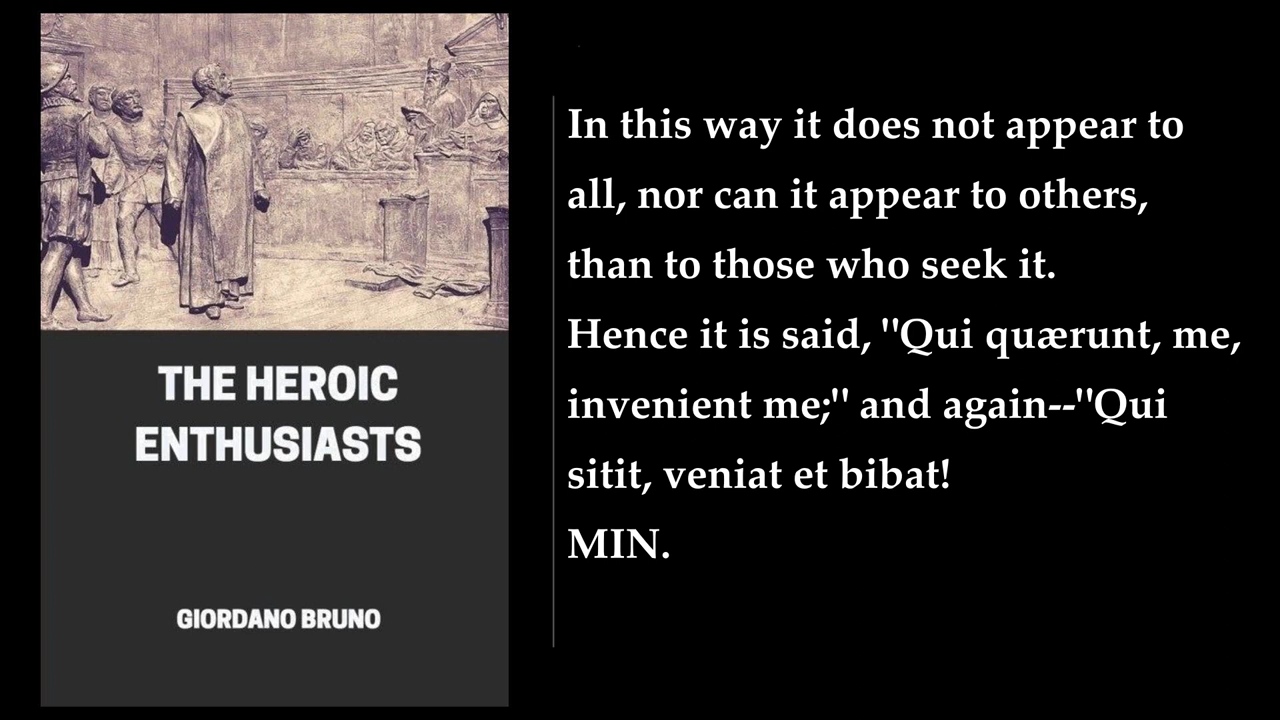 THE HEROIC
ENTHUSIASTS
GIORDANO BRUNO
In this way it does not appear to
all, nor can it appear to others,
than to those who seek it.
Hence it is said, "Qui quærunt, me,
invenient me;" and again--"Qui
sitit, veniat et bibat!
MIN.